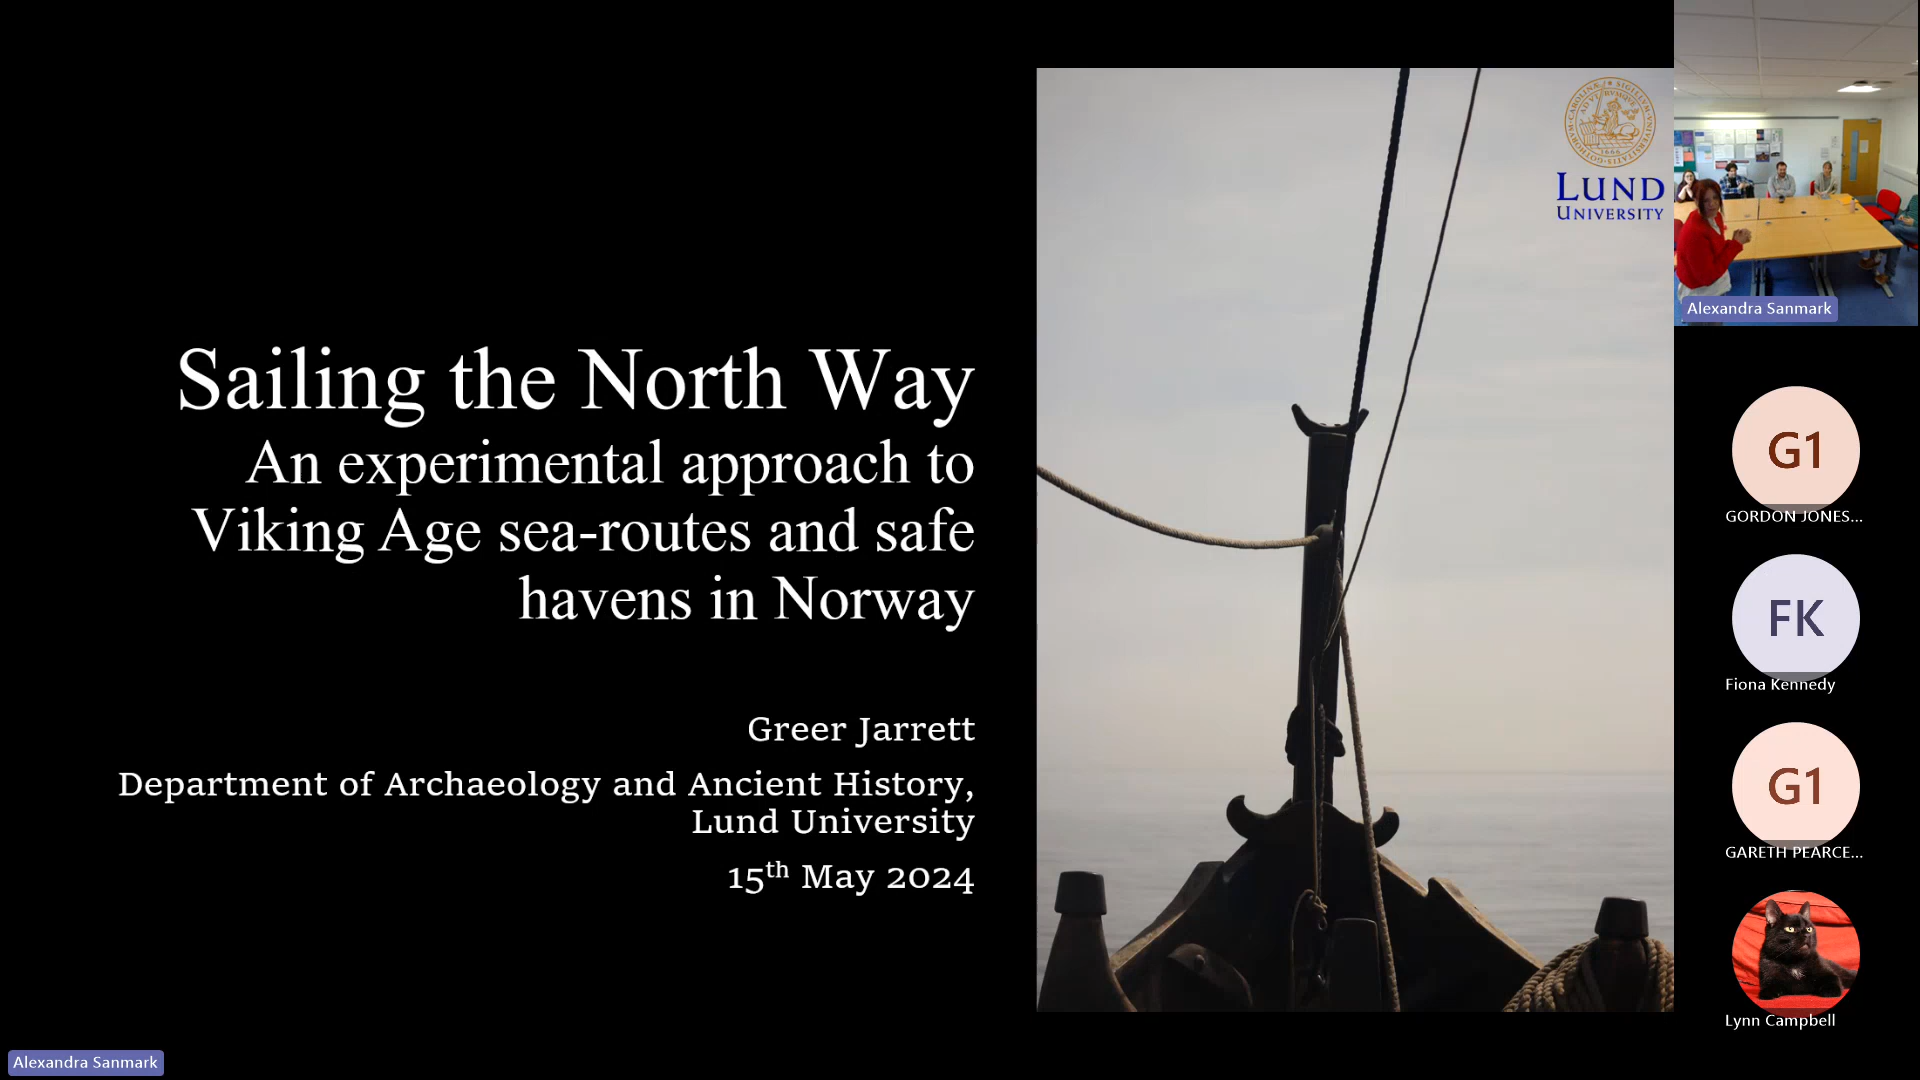 Sailing the North Way
An experimental approach to
Viking Age sea-routes and safe
havens in Norway
Greer Jarrett
Department of Archaeology and Ancient History,
Lund University
15th May 2024
LUND
UNIVERSITY
1666
Alexandra Sanmark
G1
GORDON JONES...
FK
Fiona Kennedy
G1
GARETH PEARCE...
Lynn Campbell
Alexandra Sanmark